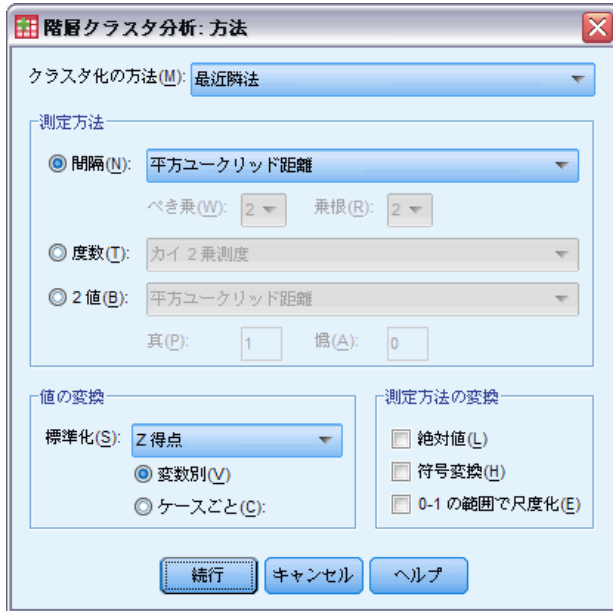 階層クラスタ分析: 方法
クラスタ化の方法(M): 最近隣法
測定方法
間隔(N): 平方ユークリッド距離
べき乗(W): 2 乗根(R): 2
度数(T): カイ 2 乗測度
2 値(B): 平方ユークリッド距離
真(P): 1 偽(A): 0
値の変換
標準化(S): Z 得点
変数別(V)
ケースごと(C):
測定方法の変換
絶対値(L)
符号変換(H)
0-1 の範囲で尺度化(E)
続行 キャンセル ヘルプ